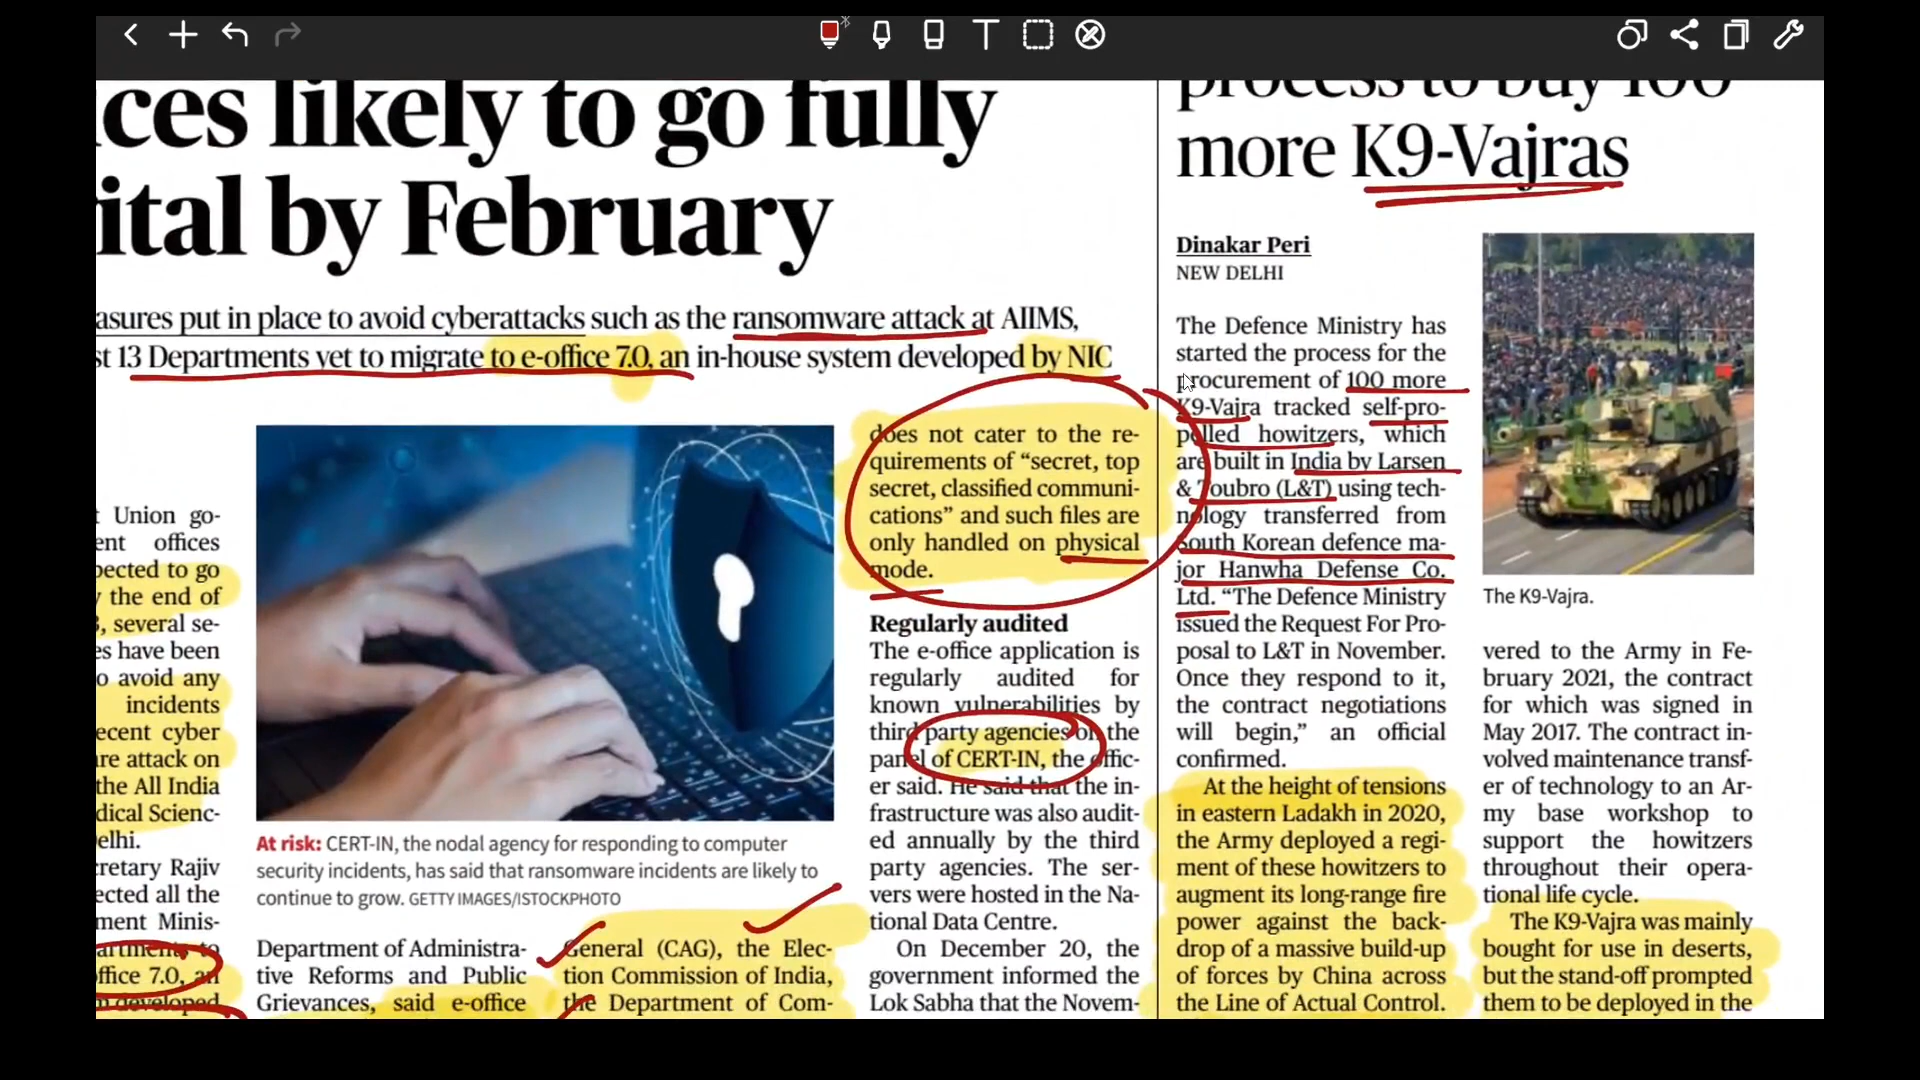 ces likely to go fully
ital by February
asures put in place to avoid cyberattacks such as the ransomware attack at AIIMS,
st 13 Departments yet to migrate to e-office 7.0, an in-house system developed by NIC
t Union go-
ent offices
pected to go
y the end of
3, several se-
es have been
o avoid any
incidents
ecent cyber
are attack on
the All India
dical Scienc-
elhi.
cretary Rajiv
ected all the
ment Minis-
artments to
office 7.0, an
m developed
At risk: CERT-IN, the nodal agency for responding to computer
security incidents, has said that ransomware incidents are likely to
continue to grow. GETTY IMAGES/ISTOCKPHOTO
Department of Administra-
tive Reforms and Public
Grievances, said e-office
General (CAG), the Elec-
tion Commission of India,
the Department of Com-
does not cater to the re-
quirements of “secret, top
secret, classified communi-
cations” and such files are
only handled on physical
mode.
Regularly audited
The e-office application is
regularly audited for
known vulnerabilities by
third party agencies on the
panel of CERT-IN, the offic-
er said. He said that the in-
frastructure was also audit-
ed annually by the third
party agencies. The ser-
vers were hosted in the Na-
tional Data Centre.
On December 20, the
government informed the
Lok Sabha that the Novem-
process to buy 100
more K9-Vajras
Dinakar Peri
NEW DELHI
The Defence Ministry has
started the process for the
procurement of 100 more
K9-Vajra tracked self-pro-
pelled howitzers, which
are built in India by Larsen
& Toubro (L&T) using tech-
nology transferred from
South Korean defence ma-
jor Hanwha Defense Co.
Ltd. “The Defence Ministry
issued the Request For Pro-
posal to L&T in November.
Once they respond to it,
the contract negotiations
will begin,” an official
confirmed.
At the height of tensions
in eastern Ladakh in 2020,
the Army deployed a regi-
ment of these howitzers to
augment its long-range fire
power against the back-
drop of a massive build-up
of forces by China across
the Line of Actual Control.
The K9-Vajra.
vered to the Army in Fe-
bruary 2021, the contract
for which was signed in
May 2017. The contract in-
volved maintenance transf-
er of technology to an Ar-
my base workshop to
support the howitzers
throughout their opera-
tional life cycle.
The K9-Vajra was mainly
bought for use in deserts,
but the stand-off prompted
them to be deployed in the